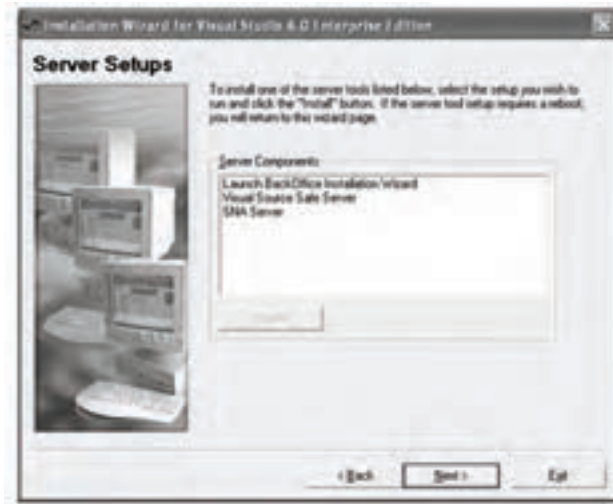 Installation Wizard for Visual Studio 6.0 Enterprise Edition
Server Setups
To install one of the server tools listed below, select the setup you wish to
run and click the "Install" button. If the server tool setup requires a reboot,
you will return to this wizard page.
Server Components
Launch BackOffice Installation Wizard
Visual Source Safe Server
SNA Server
< Back
Next >
Exit